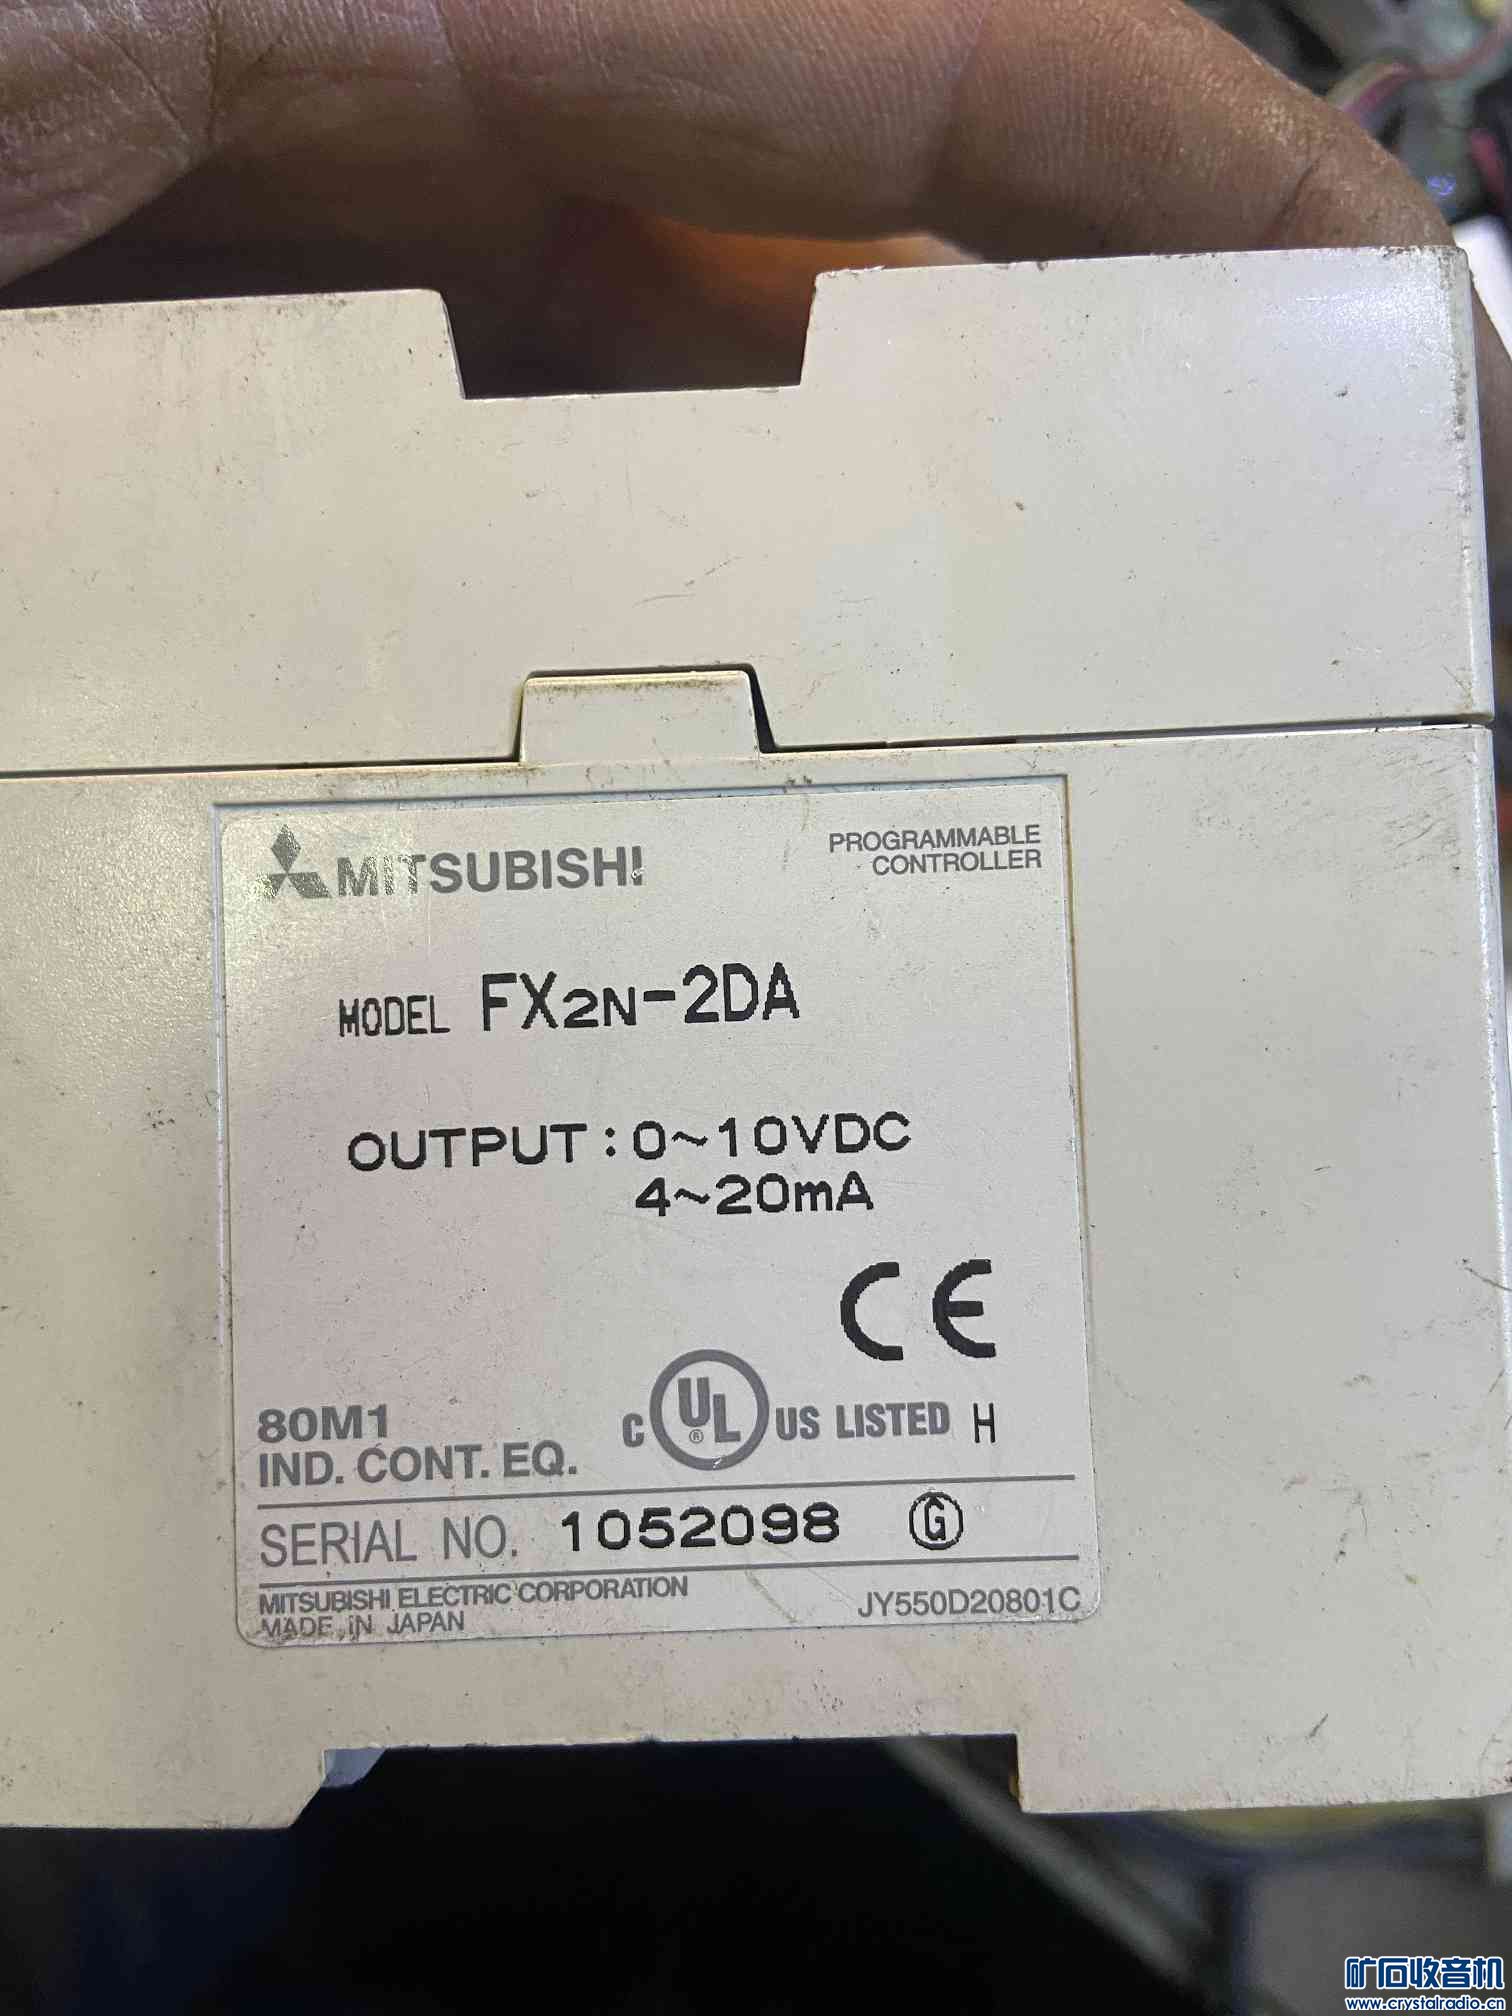 MITSUBISHI
PROGRAMMABLE
CONTROLLER
MODEL FX2N-2DA
OUTPUT:0~10VDC
4~20mA
CE
80M1
IND. CONT. EQ.
C UL ® US LISTED H
SERIAL NO. 1052098 G
MITSUBISHI ELECTRIC CORPORATION
MADE IN JAPAN
JY550D20801C
矿石收音机
www.crystalradio.cn